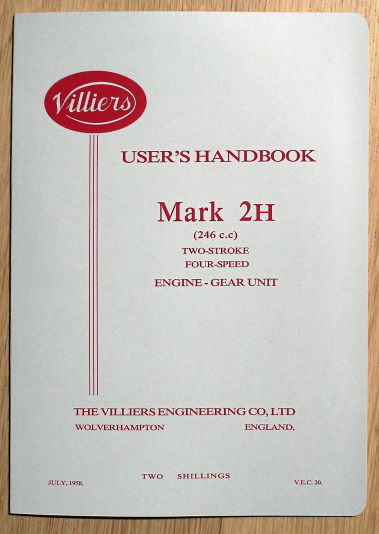 Villiers
USER'S HANDBOOK
Mark 2H
(246 c.c)
TWO-STROKE
FOUR-SPEED
ENGINE - GEAR UNIT
THE VILLIERS ENGINEERING CO, LTD
WOLVERHAMPTON ENGLAND,
TWO SHILLINGS
JULY, 1958. V.E.C. 20.